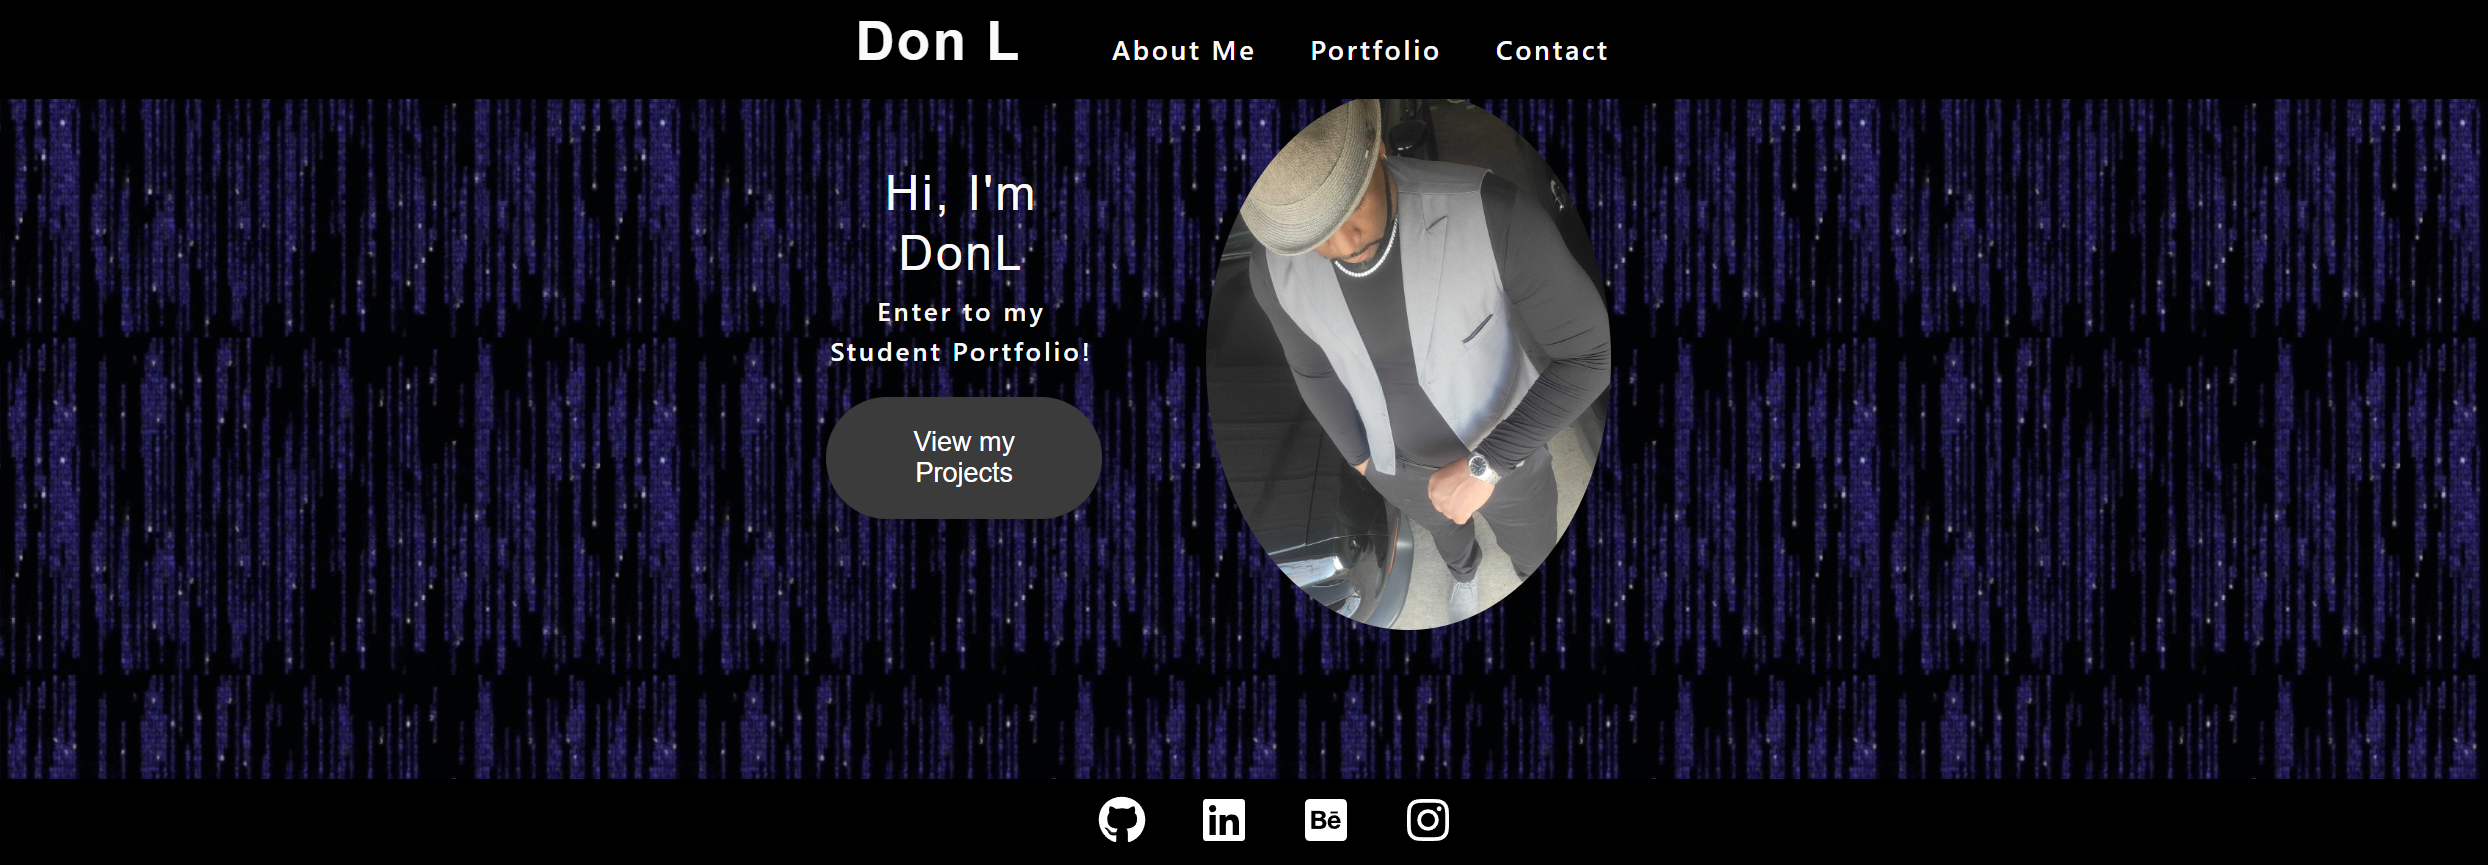 Don L
About Me Portfolio Contact
Hi, I'm
DonL
Enter to my
Student Portfolio!
View my
Projects
in Bē